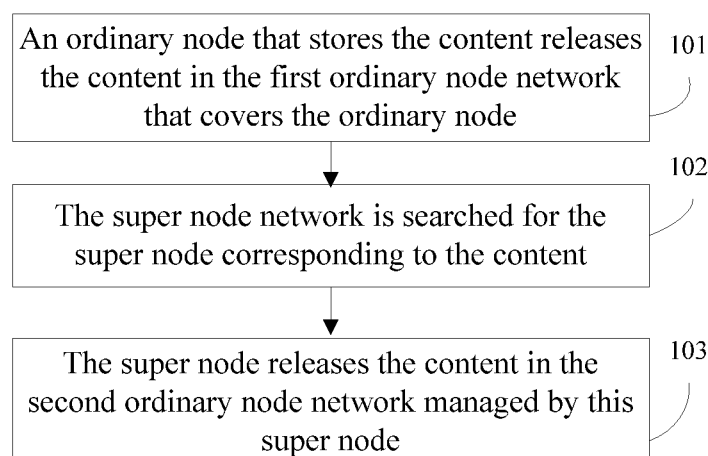 An ordinary node that stores the content releases
the content in the first ordinary node network
that covers the ordinary node
101
The super node network is searched for the
super node corresponding to the content
102
The super node releases the content in the
second ordinary node network managed by this
super node
103